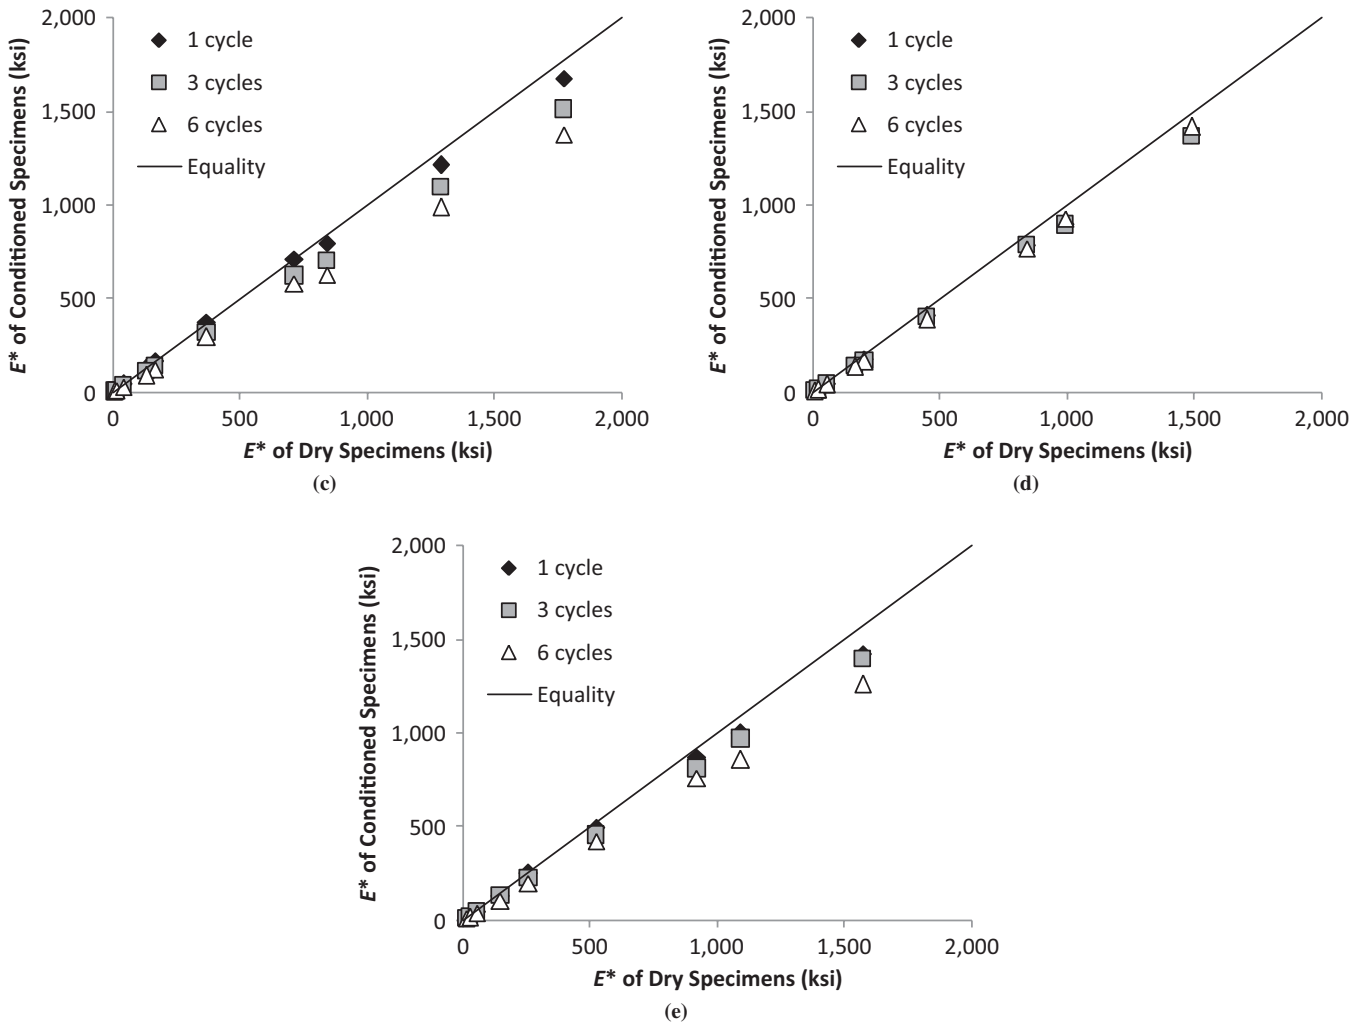 2,000
1,500
1,000
500
0
E* of Conditioned Specimens (ksi)
1 cycle
3 cycles
6 cycles
Equality
0 500 1,000 1,500 2,000
E* of Dry Specimens (ksi)
(c)
2,000
1,500
1,000
500
0
E* of Conditioned Specimens (ksi)
1 cycle
3 cycles
6 cycles
Equality
0 500 1,000 1,500 2,000
E* of Dry Specimens (ksi)
(d)
2,000
1,500
1,000
500
0
E* of Conditioned Specimens (ksi)
1 cycle
3 cycles
6 cycles
Equality
0 500 1,000 1,500 2,000
E* of Dry Specimens (ksi)
(e)